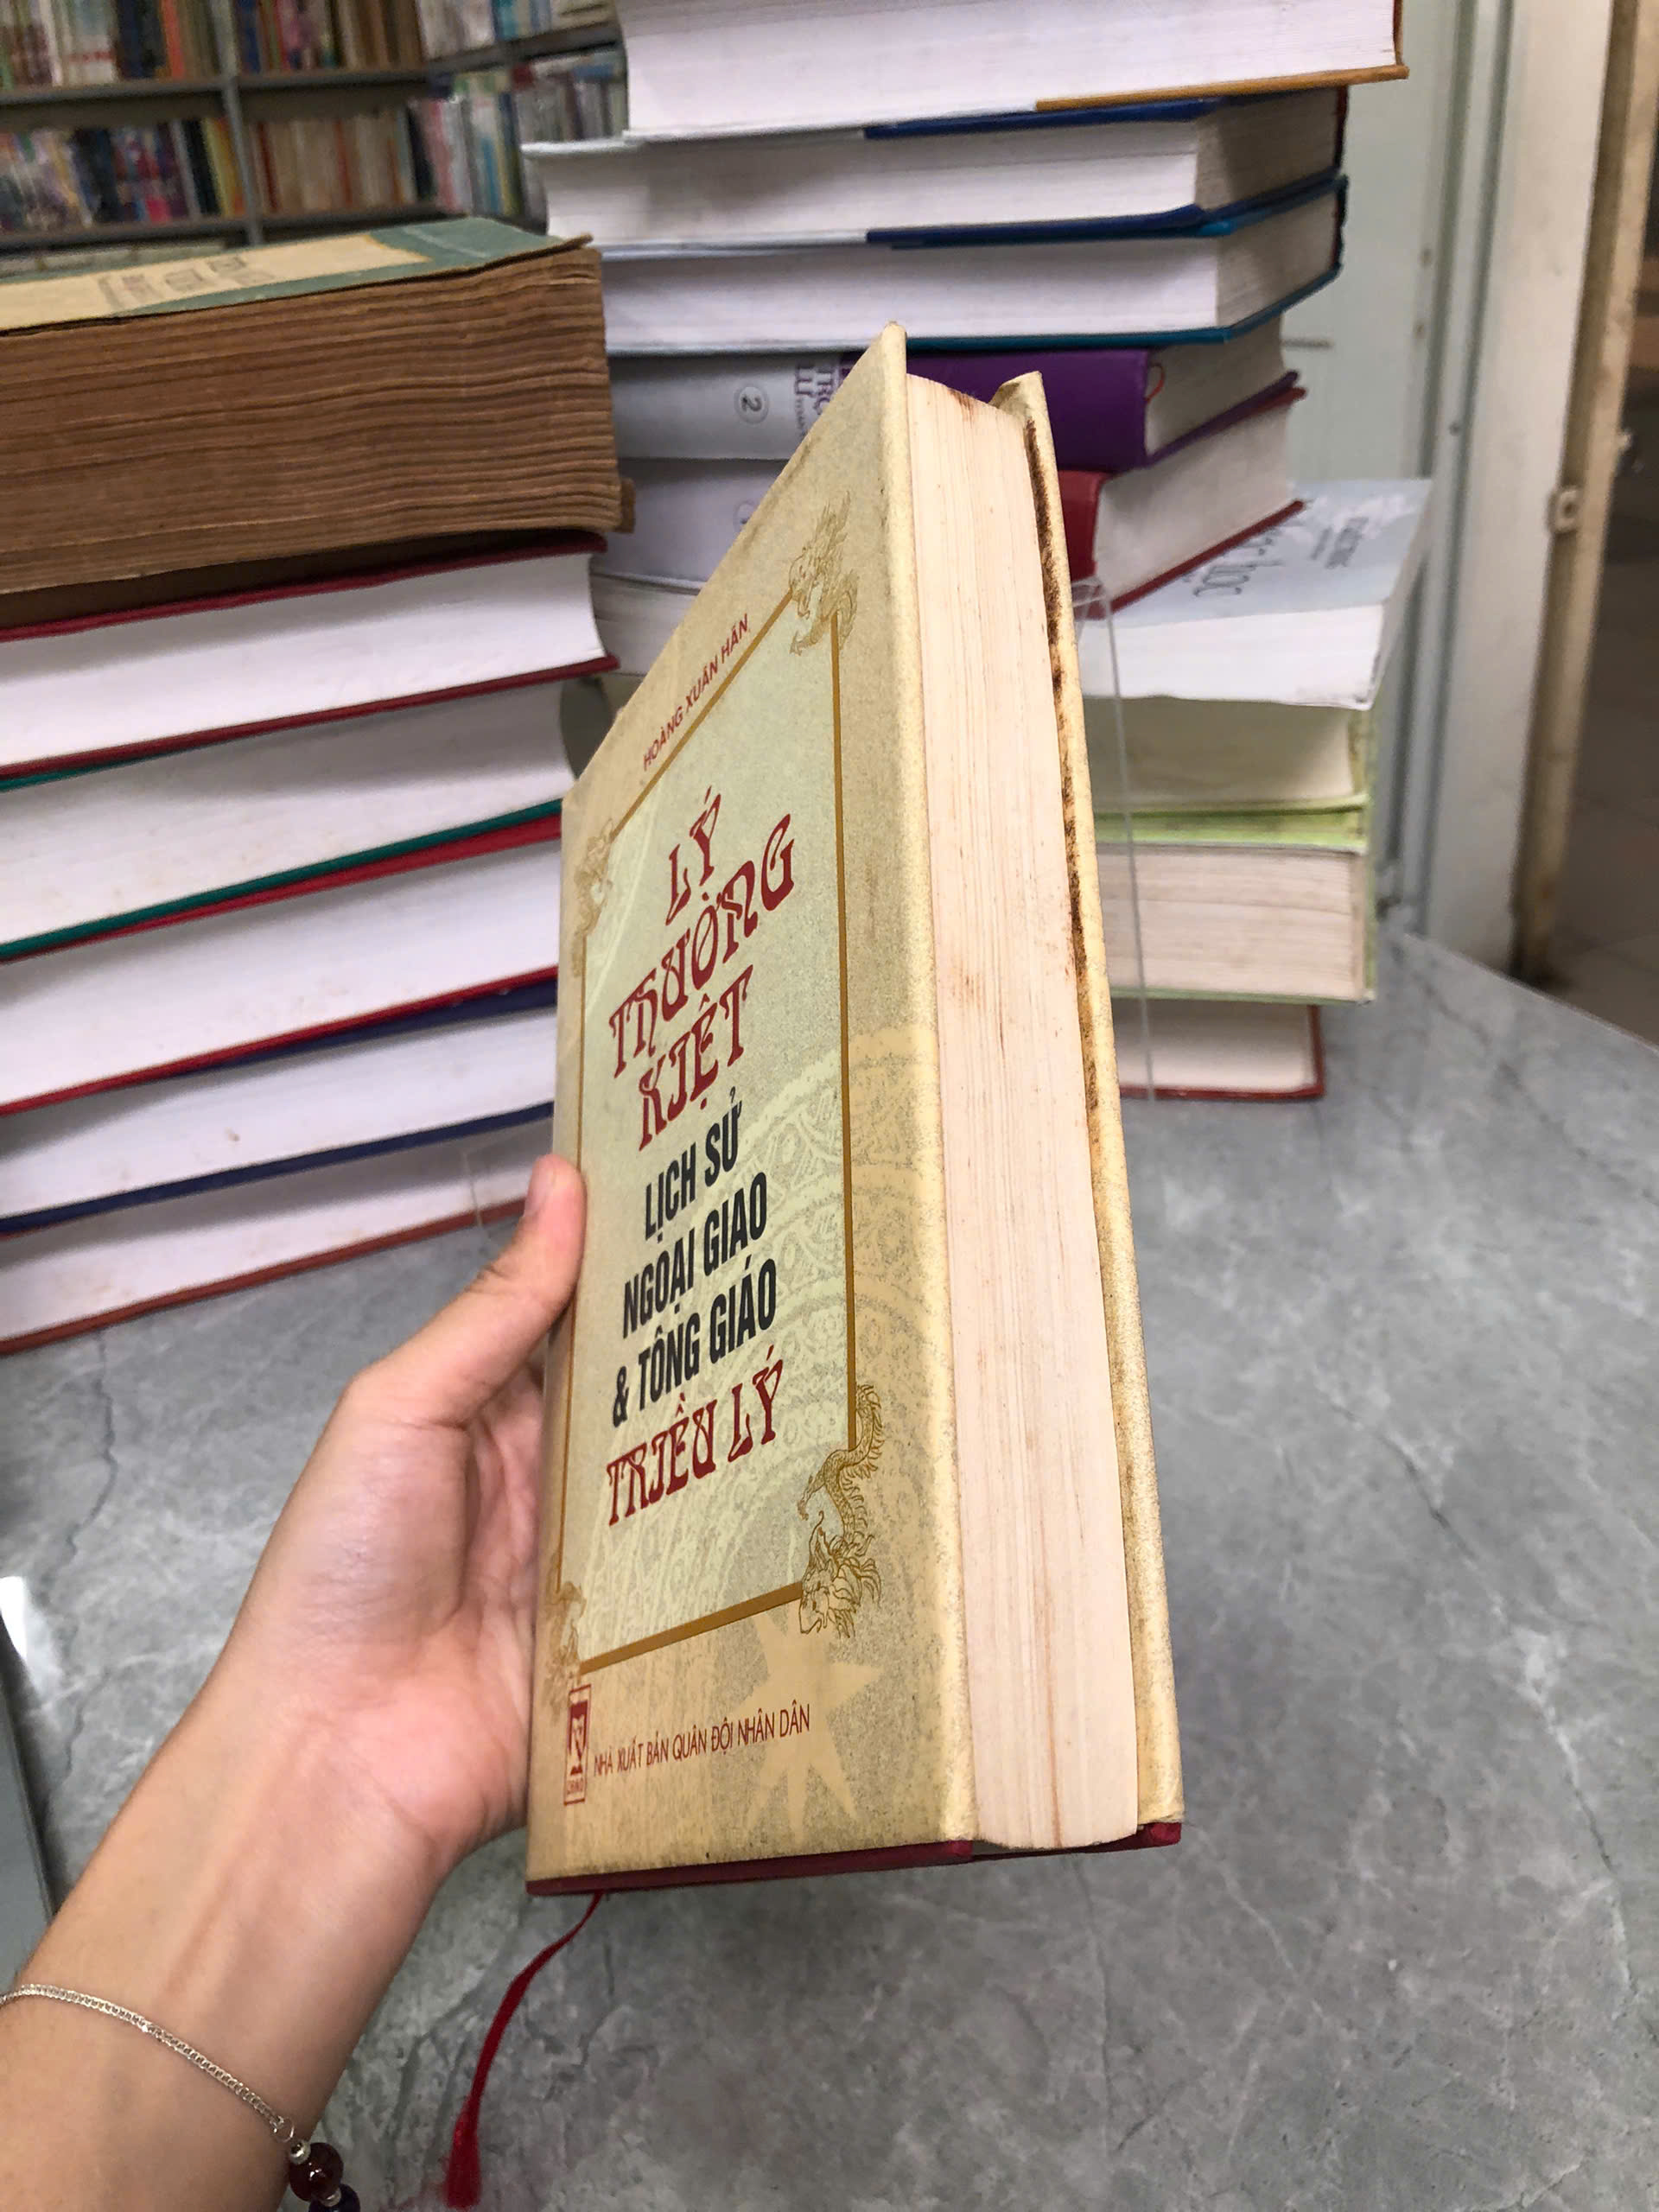 HOÀNG XUÂN HÃN
LÝ
THƯỜNG
KIỆT
LỊCH SỬ
NGOẠI GIAO
& TÔNG GIÁO
TRIỀU LÝ
NHÀ XUẤT BẢN QUÂN ĐỘI NHÂN DÂN
2